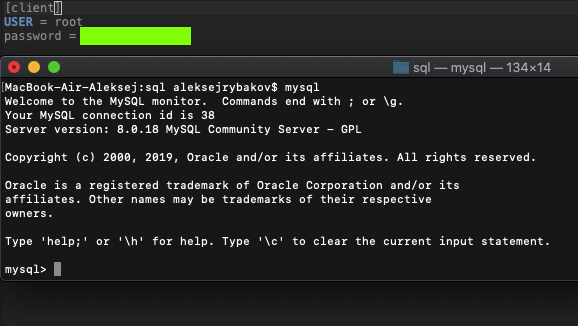 [client]
USER = root
password =
sql — mysql — 134×14
[MacBook-Air-Aleksej:sql aleksejrybakov$ mysql
Welcome to the MySQL monitor.  Commands end with ; or \g.
Your MySQL connection id is 38
Server version: 8.0.18 MySQL Community Server - GPL
Copyright (c) 2000, 2019, Oracle and/or its affiliates. All rights reserved.
Oracle is a registered trademark of Oracle Corporation and/or its
affiliates. Other names may be trademarks of their respective
owners.
Type 'help;' or '\h' for help. Type '\c' to clear the current input statement.
mysql>